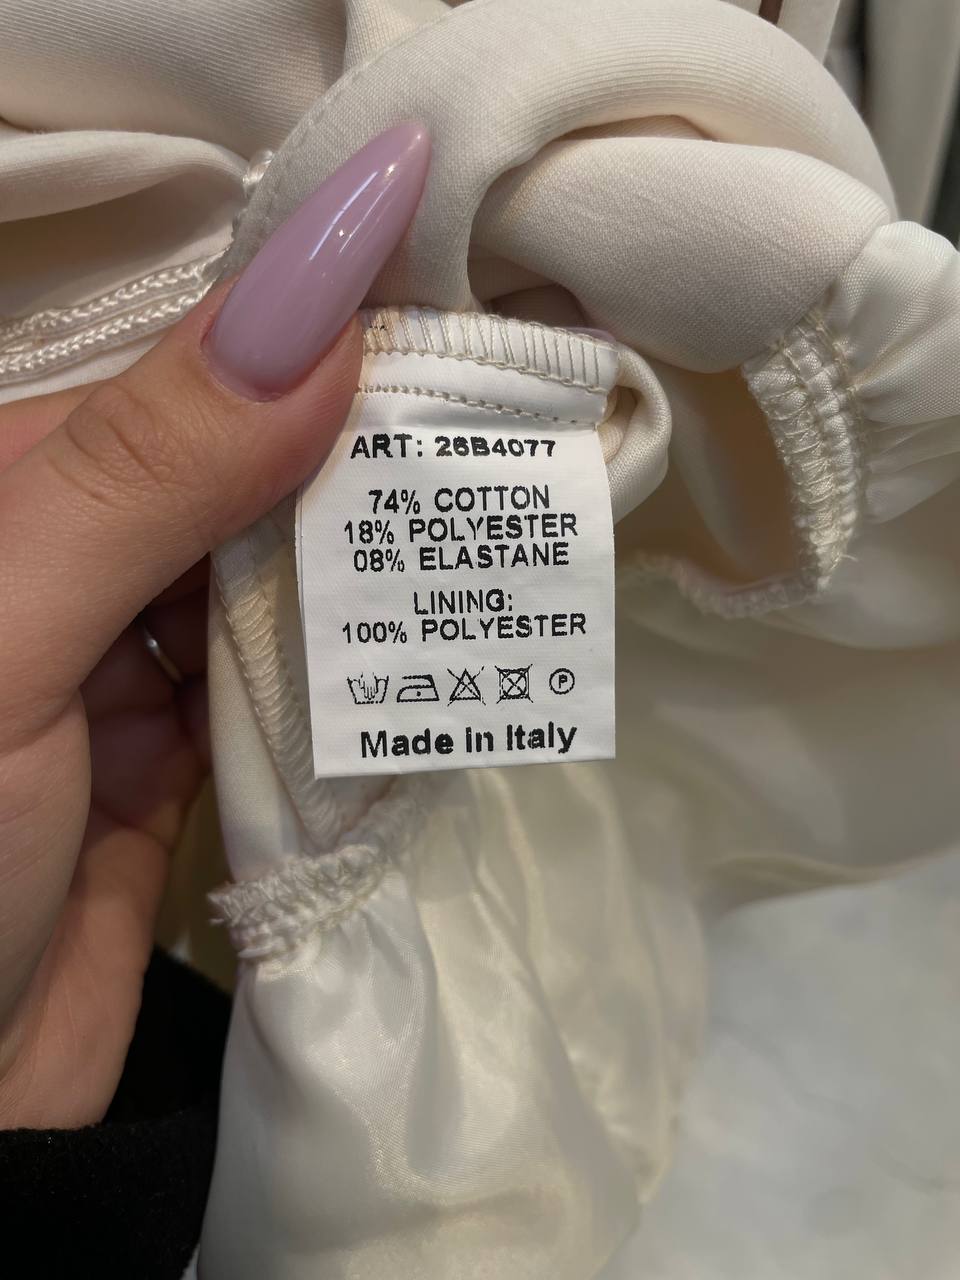 ART: 26B4077
74% COTTON
18% POLYESTER
08% ELASTANE
LINING:
100% POLYESTER
P
Made in Italy